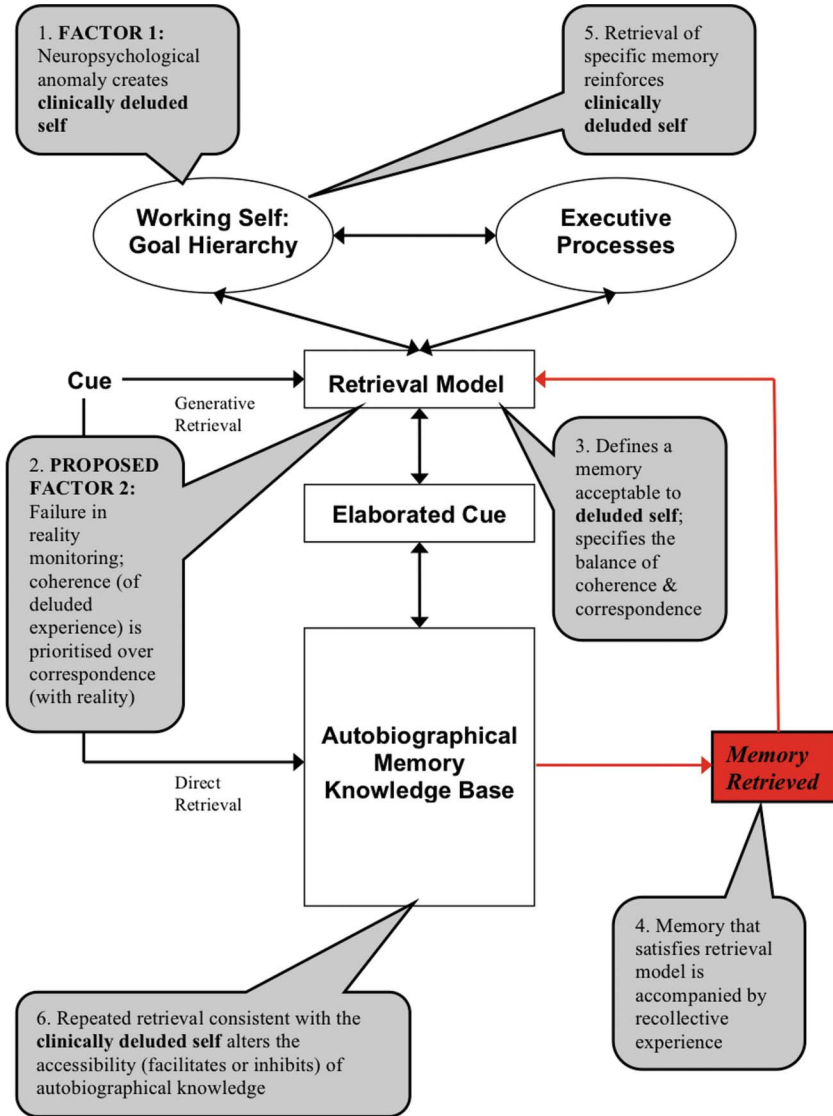 1. FACTOR 1:
Neuropsychological
anomaly creates
clinically deluded
self
5. Retrieval of
specific memory
reinforces
clinically
deluded self
Working Self:
Goal Hierarchy
Executive
Processes
Cue
Generative
Retrieval
Retrieval Model
2. PROPOSED
FACTOR 2:
Failure in
reality
monitoring;
coherence (of
deluded
experience) is
prioritised over
correspondence
(with reality)
3. Defines a
memory
acceptable to
deluded self;
specifies the
balance of
coherence &
correspondence
Elaborated Cue
Autobiographical
Memory
Knowledge Base
Direct
Retrieval
Memory
Retrieved
4. Memory that
satisfies retrieval
model is
accompanied by
recollective
experience
6. Repeated retrieval consistent with the
clinically deluded self alters the
accessibility (facilitates or inhibits) of
autobiographical knowledge